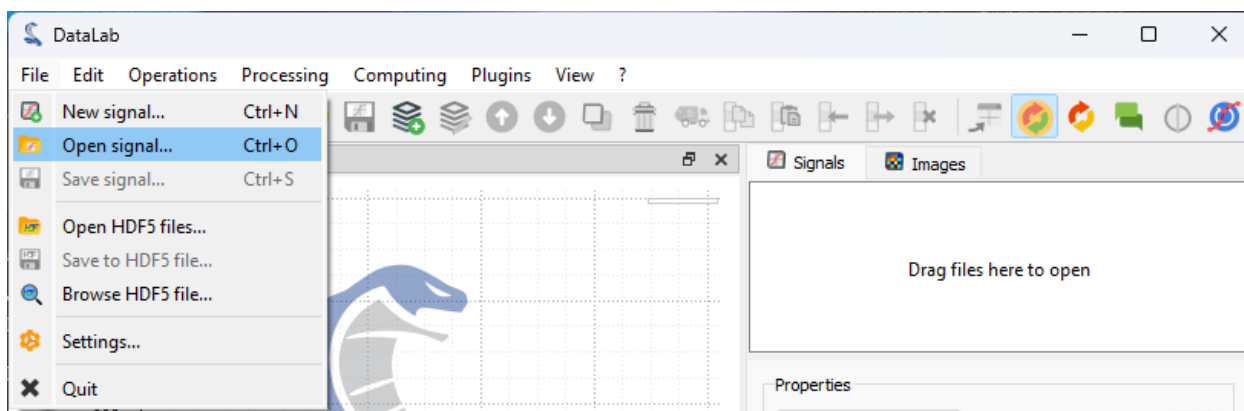 DataLab
File Edit Operations Processing Computing Plugins View ?
New signal... Ctrl+N
Open signal... Ctrl+O
Save signal... Ctrl+S
Open HDF5 files...
Save to HDF5 file...
Browse HDF5 file...
Settings...
Quit
Signals Images
Drag files here to open
Properties